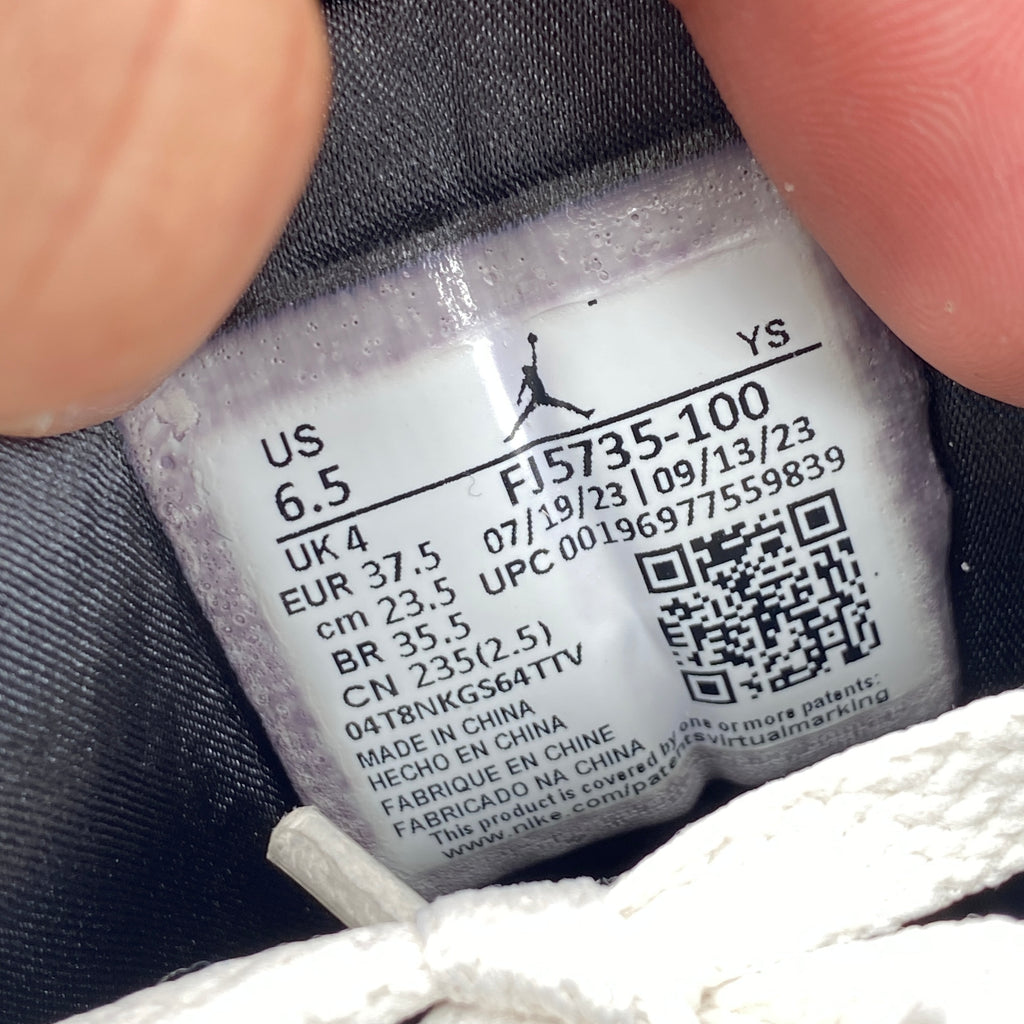 YS
US
6.5
FJ5735-100
07/19/23 | 09/13/23
UPC 00196977559839
UK 4
EUR 37.5
cm 23.5
BR 35.5
CN 235(2.5)
04T8NKGS64TTV
MADE IN CHINA
HECHO EN CHINA
FABRIQUE EN CHINE
FABRICADO NA CHINA
This product is covered by one or more patents:
www.nike.com/patentsvirtualmarking